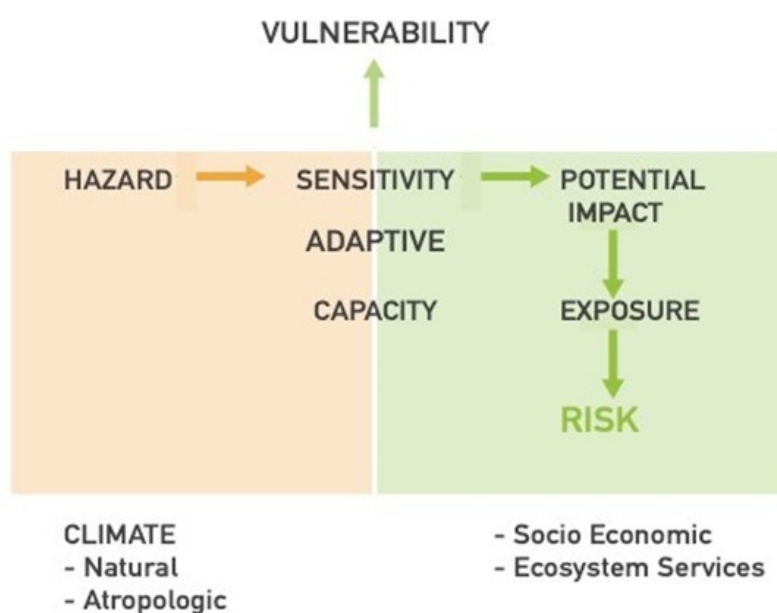 VULNERABILITY
HAZARD
SENSITIVITY
POTENTIAL
IMPACT
ADAPTIVE
CAPACITY
EXPOSURE
RISK
CLIMATE
- Natural
- Atropologic
- Socio Economic
- Ecosystem Services